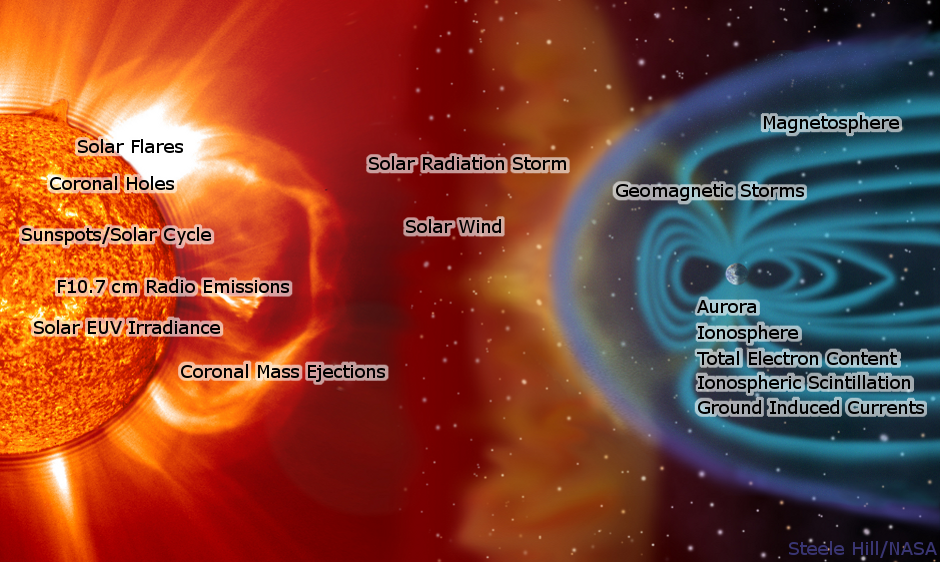 Solar Flares
Coronal Holes
Sunspots/Solar Cycle
F10.7 cm Radio Emissions
Solar EUV Irradiance
Coronal Mass Ejections
Solar Radiation Storm
Solar Wind
Magnetosphere
Geomagnetic Storms
Aurora
Ionosphere
Total Electron Content
Ionospheric Scintillation
Ground Induced Currents
Steele Hill/NASA